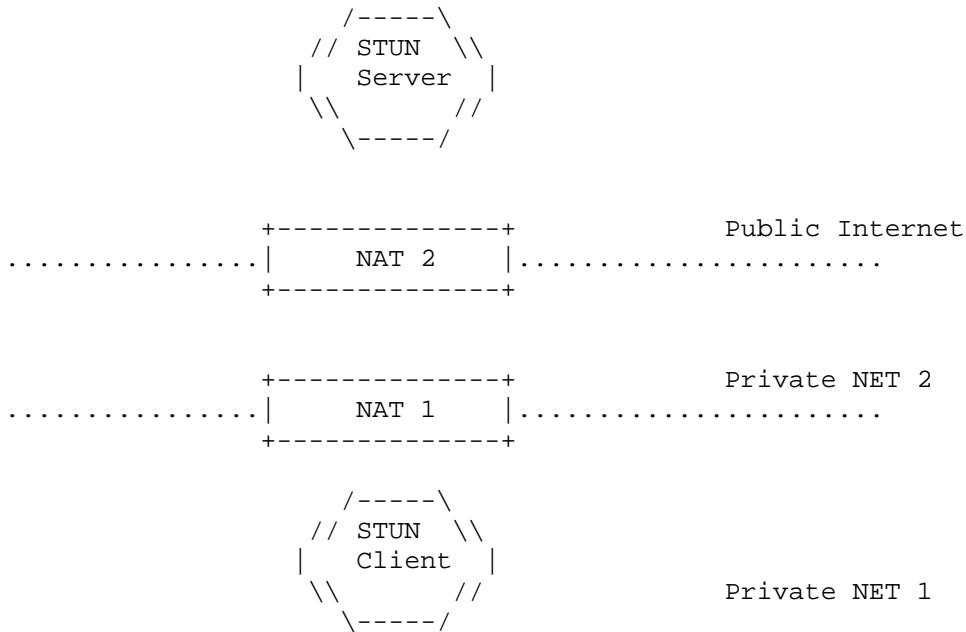 /-----\
// STUN \\
| Server |
\\ //
\-----/
+--------------+ Public Internet
................| NAT 2 |.......................
+--------------+
+--------------+ Private NET 2
................| NAT 1 |.......................
+--------------+
/-----\
// STUN \\
| Client |
\\ // Private NET 1
\-----/